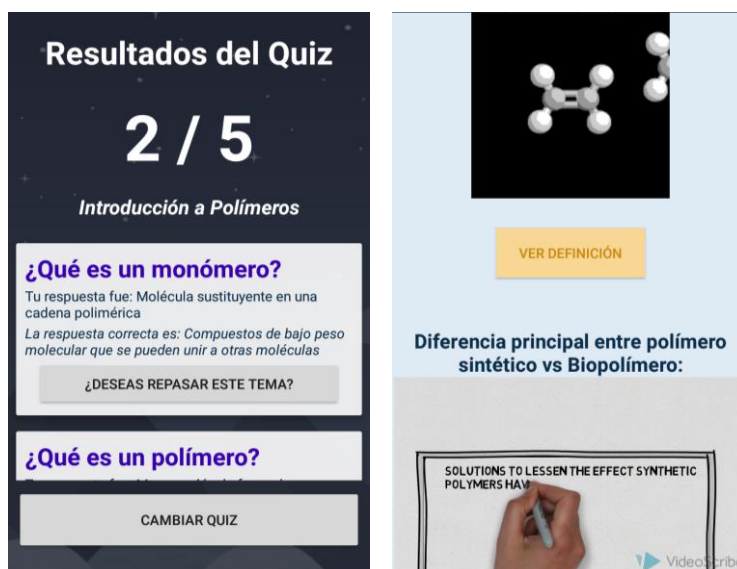 Resultados del Quiz
2 / 5
Introducción a Polímeros
¿Qué es un monómero?
Tu respuesta fue: Molécula sustituyente en una
cadena polimérica
La respuesta correcta es: Compuestos de bajo peso
molecular que se pueden unir a otras moléculas
¿DESEAS REPASAR ESTE TEMA?
¿Qué es un polímero?
CAMBIAR QUIZ
VER DEFINICIÓN
Diferencia principal entre polímero
sintético vs Biopolímero:
SOLUTIONS TO LESSEN THE EFFECT SYNTHETIC
POLYMERS HAV
VideoScribe